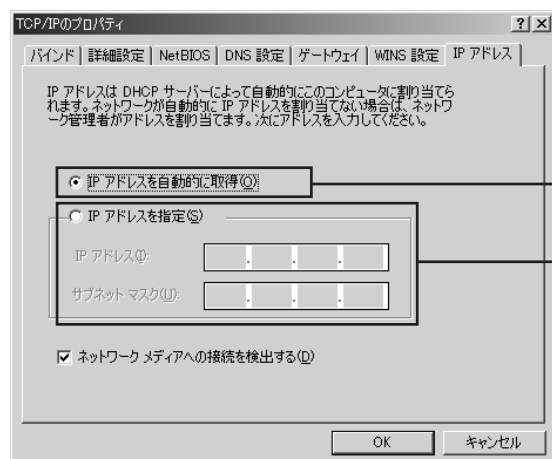 TCP/IPのプロパティ
? ×
バインド 詳細設定 NetBIOS DNS 設定 ゲートウェイ WINS 設定 IP アドレス
IP アドレスは DHCP サーバーによって自動的にこのコンピュータに割り当てら
れます。ネットワークが自動的に IP アドレスを割り当てない場合は、ネットワ
ーク管理者がアドレスを割り当てます。次にアドレスを入力してください。
IP アドレスを自動的に取得(O)
IP アドレスを指定(S)
IP アドレス(I):
サブネット マスク(U):
ネットワーク メディアへの接続を検出する(D)
OK キャンセル